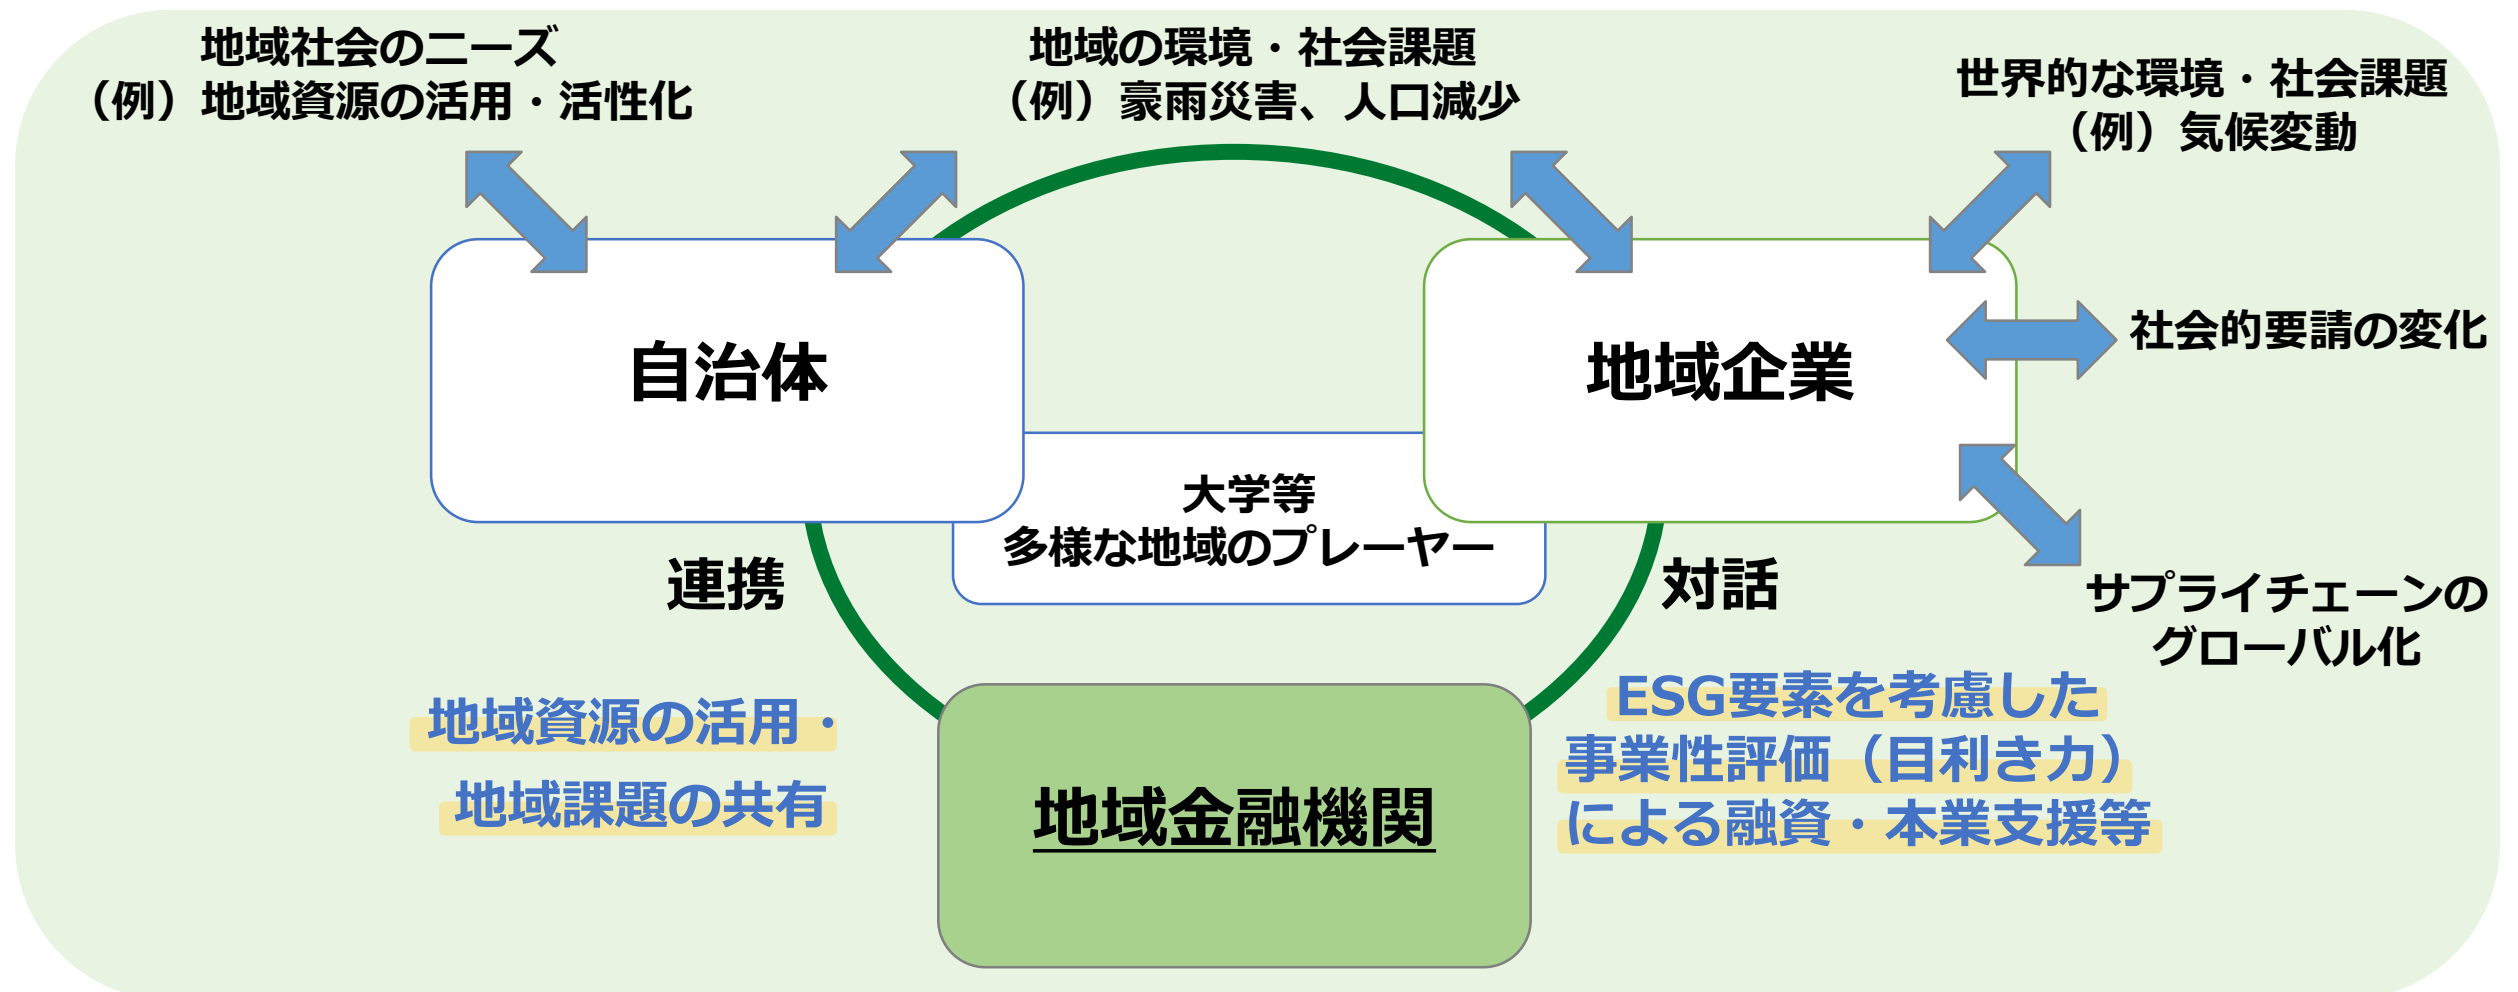 地域社会のニーズ
（例）地域資源の活用・活性化
地域の環境・社会課題
（例）脱炭素、人口減少
世界的な環境・社会課題
（例）気候変動
社会的課題の変化
サプライチェーンの
グローバル化
自治体
地域企業
大学等
多様な地域のプレーヤー
連携
対話
地域金融機関
地域資源の活用・
地域課題の共有
ESG要素を考慮した
事業性評価（目利き力）
による融資・本業支援等